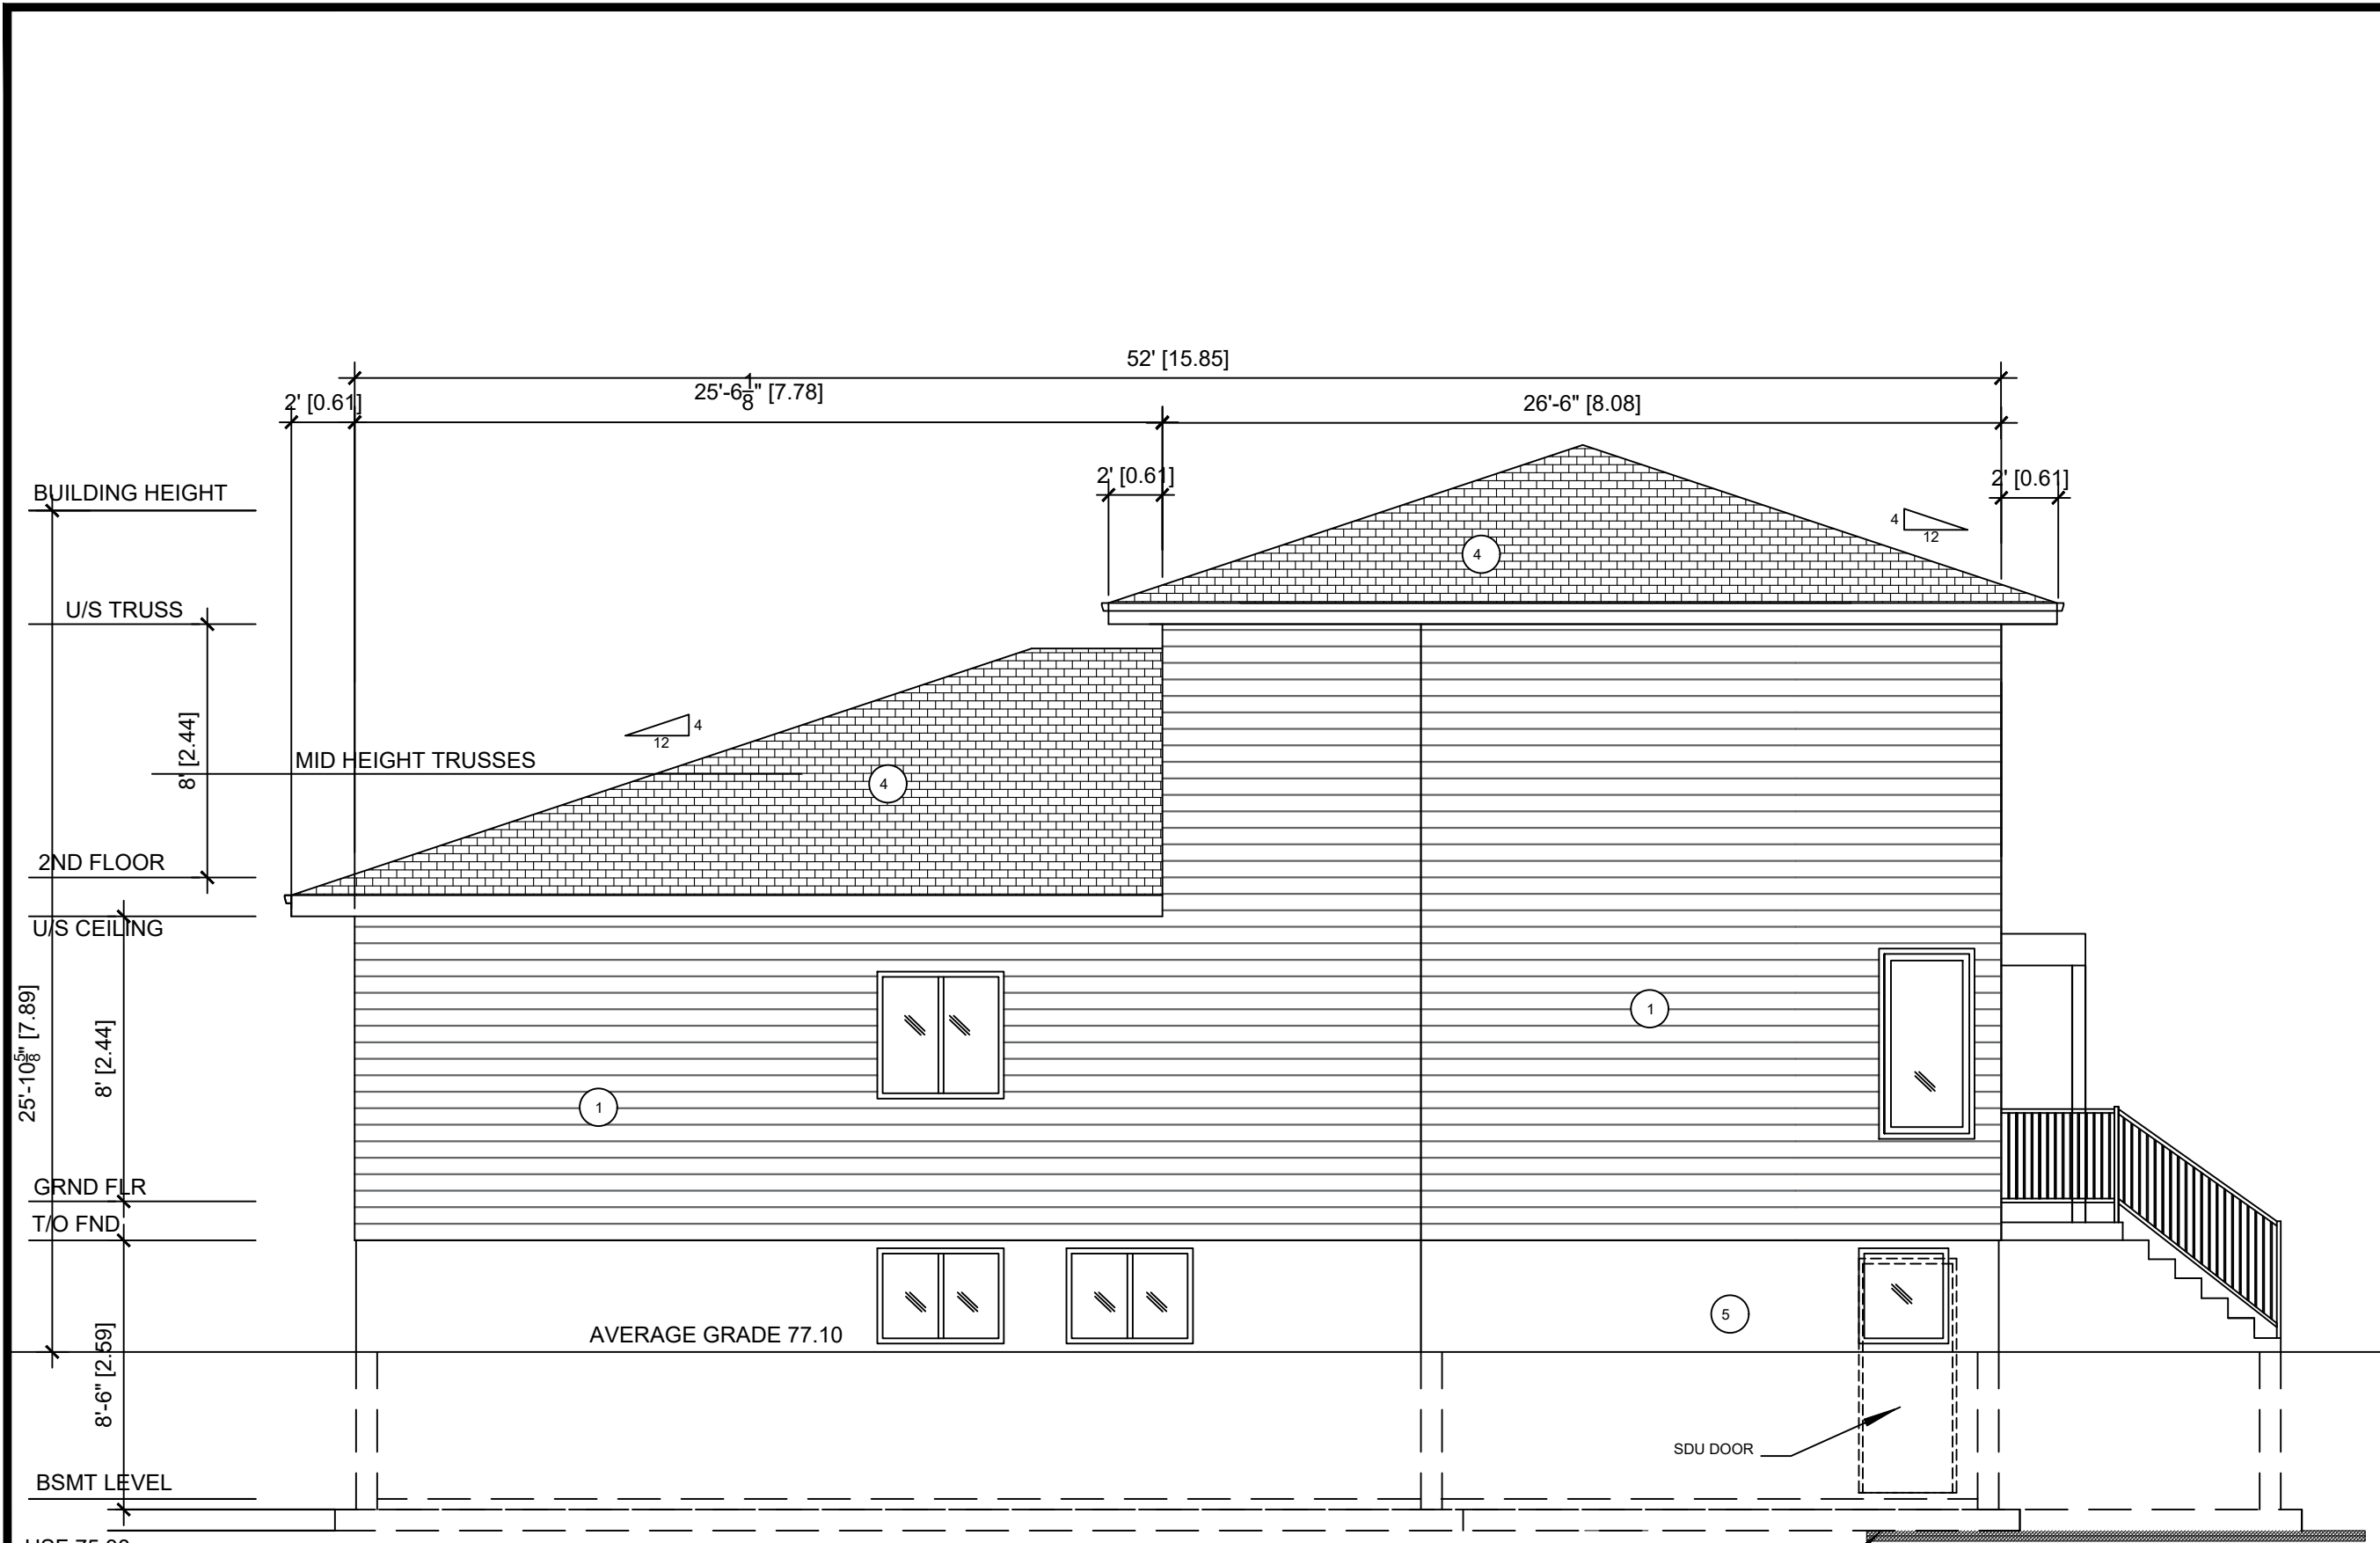 52' [15.85]
2' [0.61]
25'-6 1/8" [7.78]
26'-6" [8.08]
2' [0.61]
2' [0.61]
BUILDING HEIGHT
4
12
4
U/S TRUSS
4
12
8' [2.44]
MID HEIGHT TRUSSES
4
2ND FLOOR
U/S CEILING
25'-10 5/8" [7.89]
8' [2.44]
1
1
GRND FLR
T/O FND
5
AVERAGE GRADE 77.10
8'-6" [2.59]
SDU DOOR
BSMT LEVEL